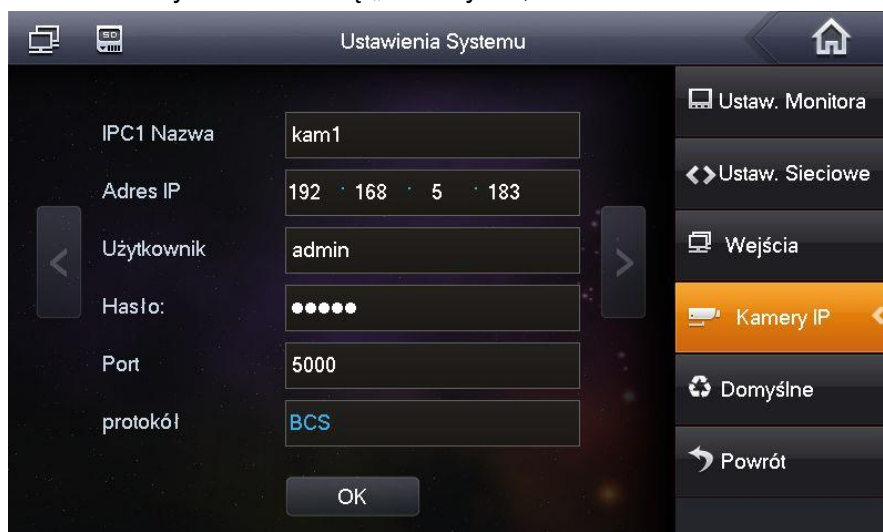 Ustawienia Systemu
IPC1 Nazwa
kam1
Adres IP
192 . 168 . 5 . 183
Użytkownik
admin
Hasło:
●●●●●
Port
5000
protokół
BCS
OK
Ustaw. Monitora
Ustaw. Sieciowe
Wejścia
Kamery IP
Domyślne
Powrót